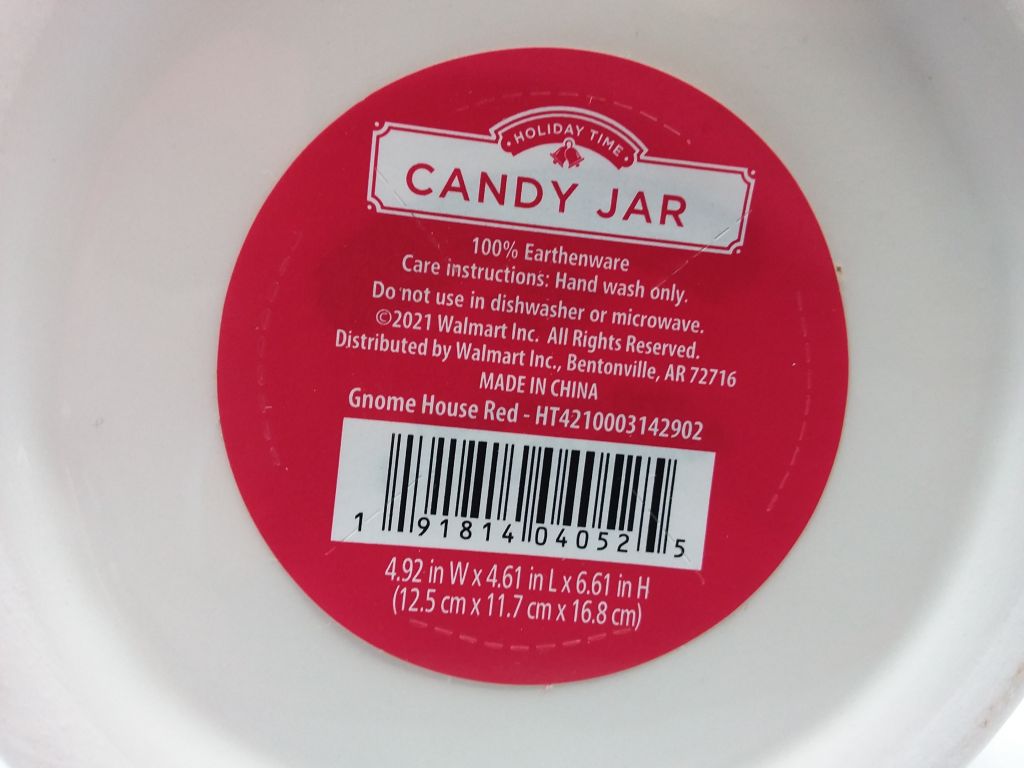 HOLIDAY TIME
CANDY JAR
100% Earthenware
Care instructions: Hand wash only.
Do not use in dishwasher or microwave.
©2021 Walmart Inc. All Rights Reserved.
Distributed by Walmart Inc., Bentonville, AR 72716
MADE IN CHINA
Gnome House Red - HT4210003142902
1 91814 04052 5
4.92 in W x 4.61 in L x 6.61 in H
(12.5 cm x 11.7 cm x 16.8 cm)